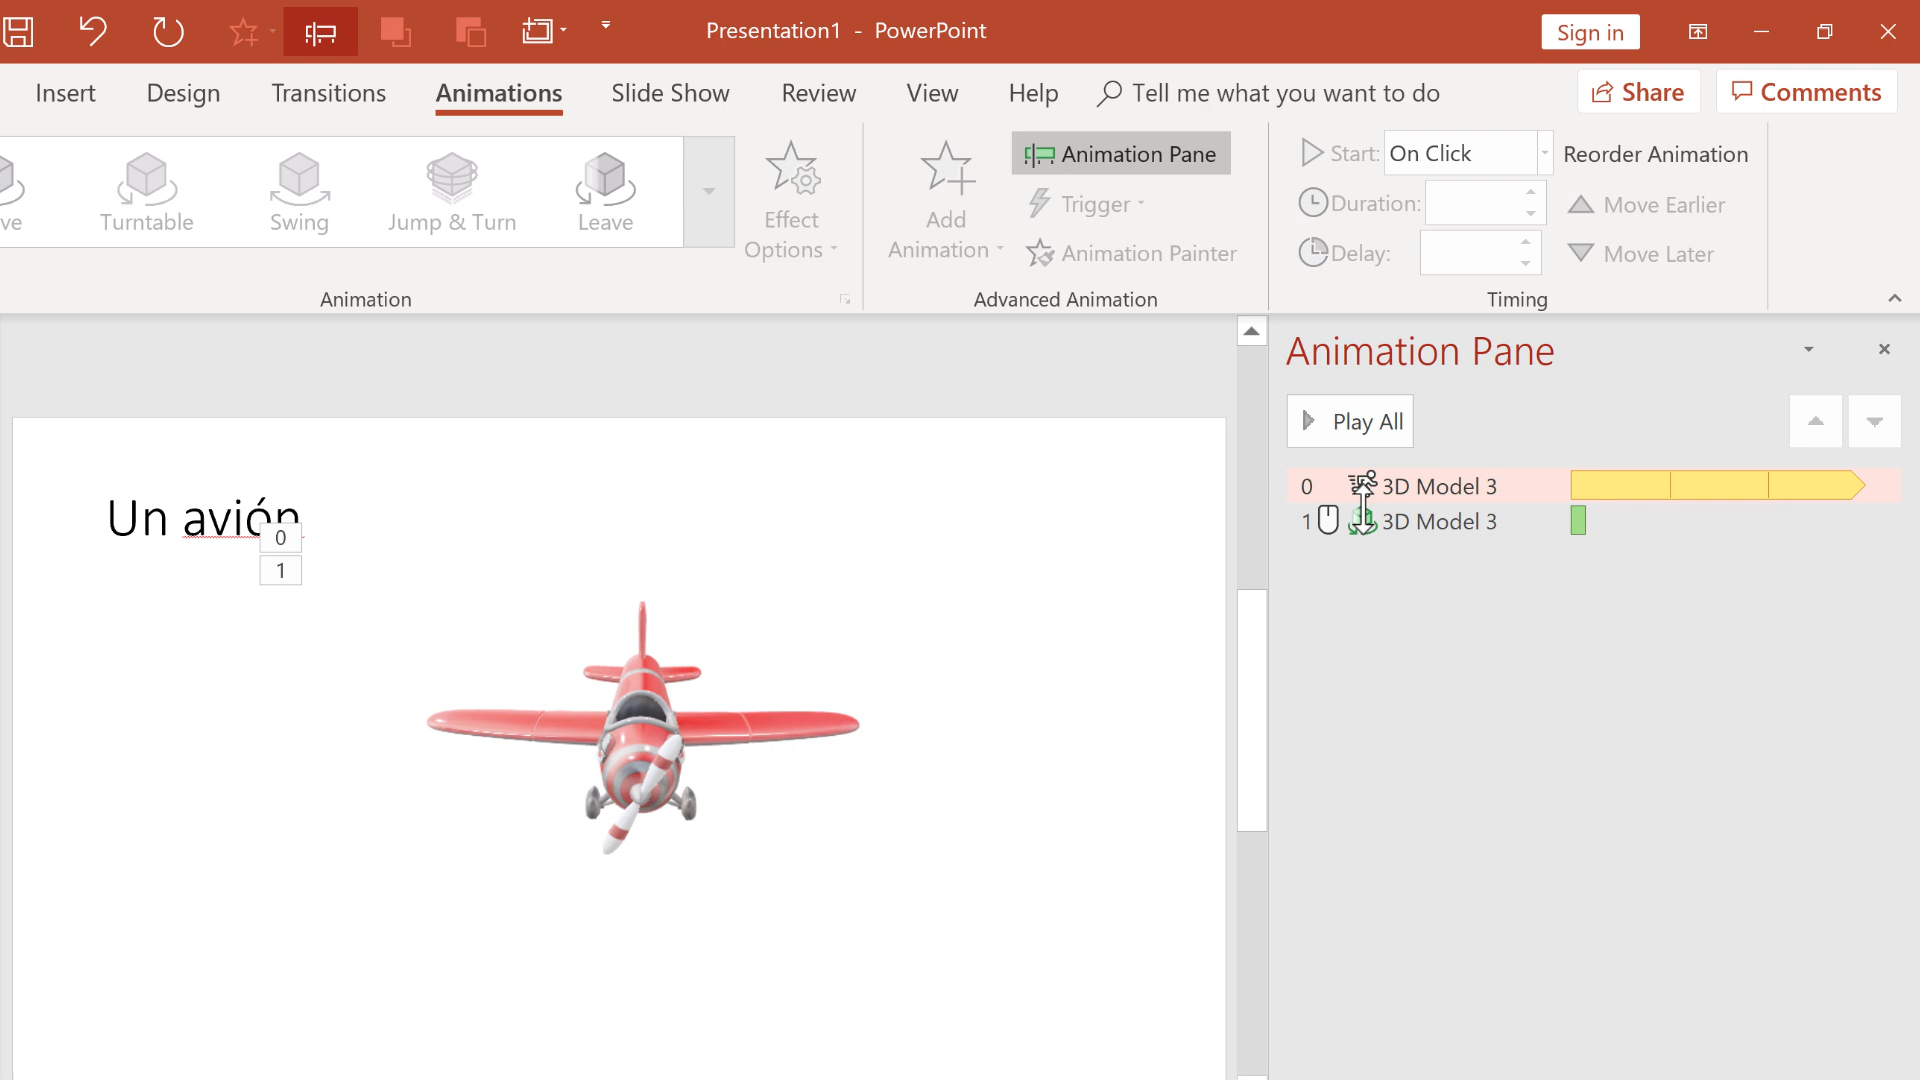 Presentation1 - PowerPoint
Sign in
Insert Design Transitions Animations Slide Show Review View Help Tell me what you want to do Share Comments
ve Turntable Swing Jump & Turn Leave
Effect Options
Add Animation
Animation Pane
Trigger
Animation Painter
Start: On Click
Duration:
Delay:
Reorder Animation
Move Earlier
Move Later
Animation Advanced Animation Timing
Animation Pane
Play All
0 3D Model 3
1 3D Model 3
Un avión
0
1